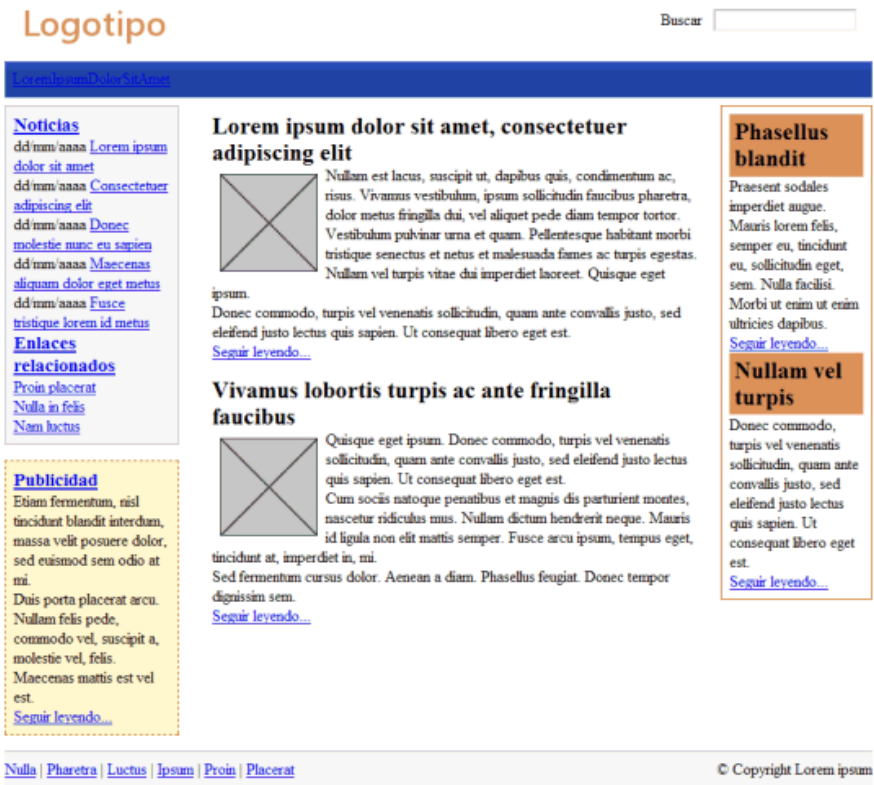 Logotipo
Buscar
LoremIpsumDolorSitAmet
Noticias
dd/mm/aaaa Lorem ipsum
dolor sit amet
dd/mm/aaaa Consectetuer
adipiscing elit
dd/mm/aaaa Donec
molestie nunc eu sapien
dd/mm/aaaa Maecenas
aliquam dolor eget metus
dd/mm/aaaa Fusce
tristique lorem id metus
Enlaces
relacionados
Proin placerat
Nulla in felis
Nam luctus
Publicidad
Etiam fermentum, nisl
tincidunt blandit interdum,
massa velit posuere dolor,
sed euismod sem odio at
mi.
Duis porta placerat arcu.
Nullam felis pede,
commodo vel, suscipit a,
molestie vel, felis.
Maecenas mattis est vel
est.
Seguir leyendo...
Lorem ipsum dolor sit amet, consectetuer
adipiscing elit
Nullam est lacus, suscipit ut, dapibus quis, condimentum ac,
risus. Vivamus vestibulum, ipsum sollicitudin faucibus pharetra,
dolor metus fringilla dui, vel aliquet pede diam tempor tortor.
Vestibulum pulvinar urna et quam. Pellentesque habitant morbi
tristique senectus et netus et malesuada fames ac turpis egestas.
Nullam vel turpis vitae dui imperdiet laoreet. Quisque eget
ipsum.
Donec commodo, turpis vel venenatis sollicitudin, quam ante convallis justo, sed
eleifend justo lectus quis sapien. Ut consequat libero eget est.
Seguir leyendo...
Vivamus lobortis turpis ac ante fringilla
faucibus
Quisque eget ipsum. Donec commodo, turpis vel venenatis
sollicitudin, quam ante convallis justo, sed eleifend justo lectus
quis sapien. Ut consequat libero eget est.
Cum sociis natoque penatibus et magnis dis parturient montes,
nascetur ridiculus mus. Nullam dictum hendrerit neque. Mauris
id ligula non elit mattis semper. Fusce arcu ipsum, tempus eget,
tincidunt at, imperdiet in, mi.
Sed fermentum cursus dolor. Aenean a diam. Phasellus feugiat. Donec tempor
dignissim sem.
Seguir leyendo...
Phasellus
blandit
Praesent sodales
imperdiet augue.
Mauris lorem felis,
semper eu, tincidunt
eu, sollicitudin eget,
sem. Nulla facilisi.
Morbi ut enim ut enim
ultricies dapibus.
Seguir leyendo...
Nullam vel
turpis
Donec commodo,
turpis vel venenatis
sollicitudin, quam ante
convallis justo, sed
eleifend justo lectus
quis sapien. Ut
consequat libero eget
est.
Seguir leyendo...
Nulla | Pharetra | Luctus | Ipsum | Proin | Placerat
© Copyright Lorem ipsum